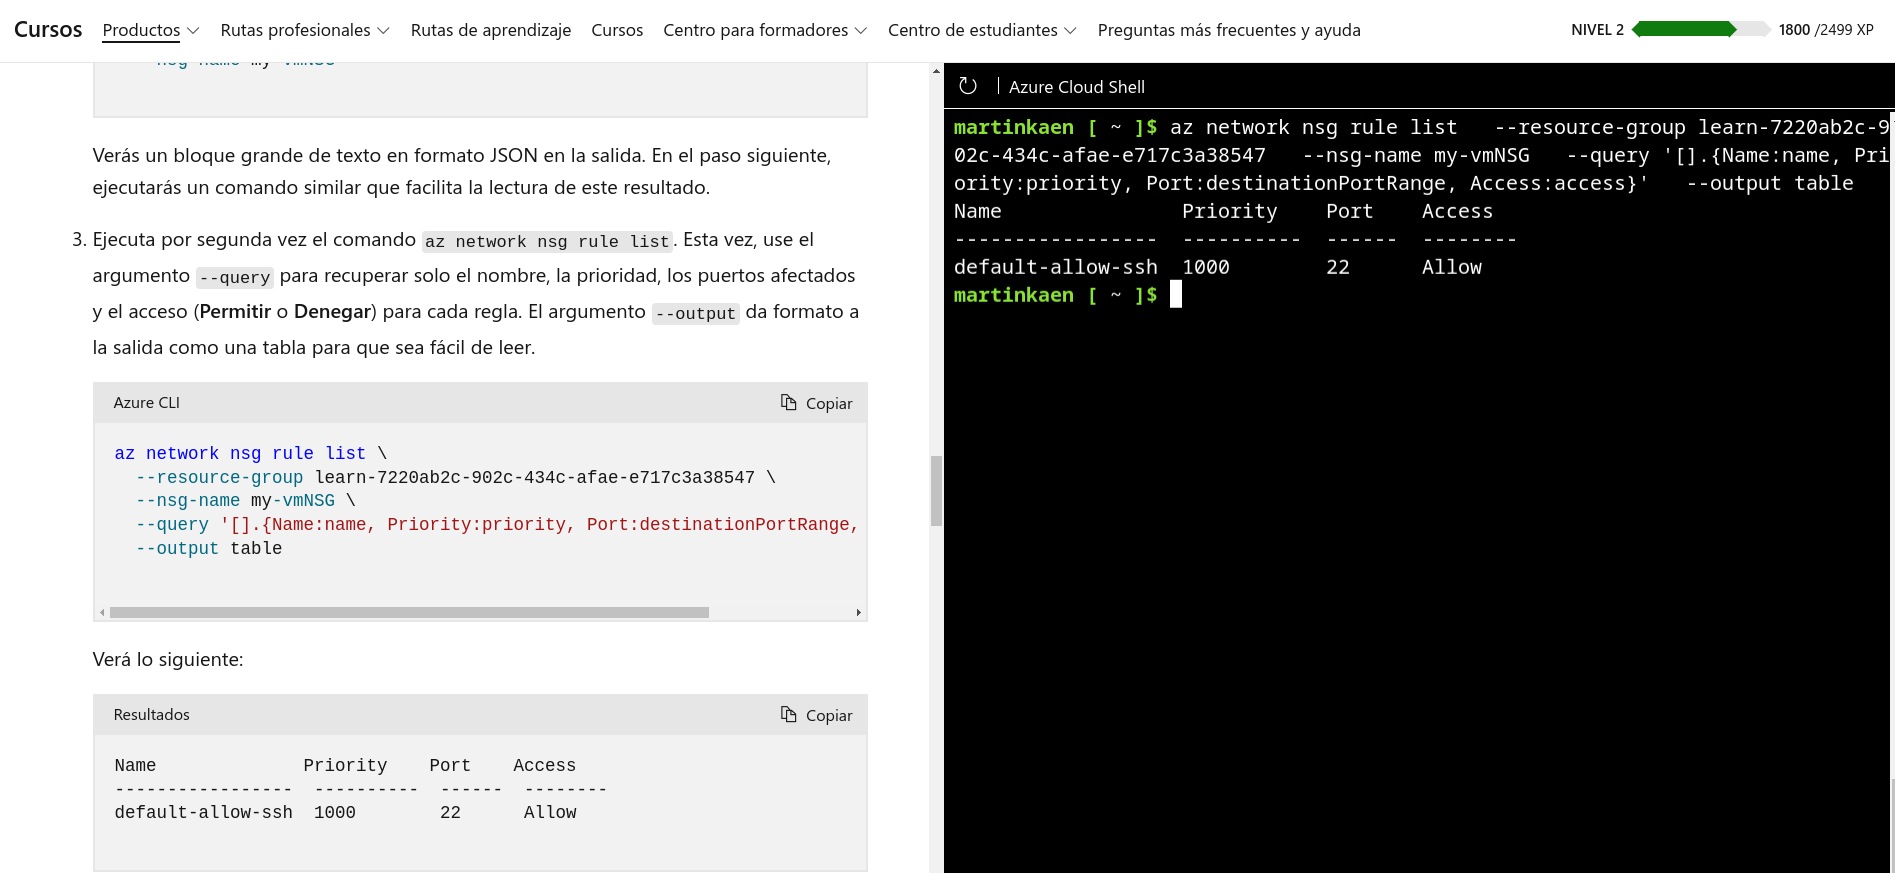 Cursos Productos Rutas profesionales Rutas de aprendizaje Cursos Centro para formadores Centro de estudiantes Preguntas más frecuentes y ayuda NIVEL 2 1800 /2499 XP
Verás un bloque grande de texto en formato JSON en la salida. En el paso siguiente,
ejecutarás un comando similar que facilita la lectura de este resultado.
3. Ejecuta por segunda vez el comando az network nsg rule list. Esta vez, use el
argumento --query para recuperar solo el nombre, la prioridad, los puertos afectados
y el acceso (Permitir o Denegar) para cada regla. El argumento --output da formato a
la salida como una tabla para que sea fácil de leer.
Azure CLI Copiar
az network nsg rule list \
--resource-group learn-7220ab2c-902c-434c-afae-e717c3a38547 \
--nsg-name my-vmNSG \
--query '[].{Name:name, Priority:priority, Port:destinationPortRange,
--output table
Verá lo siguiente:
Resultados Copiar
Name Priority Port Access
----------------- ---------- ------ --------
default-allow-ssh 1000 22 Allow
Azure Cloud Shell
martinkaen [ ~ ]$ az network nsg rule list --resource-group learn-7220ab2c-9
02c-434c-afae-e717c3a38547 --nsg-name my-vmNSG --query '[].{Name:name, Pri
ority:priority, Port:destinationPortRange, Access:access}' --output table
Name Priority Port Access
----------------- ---------- ------ --------
default-allow-ssh 1000 22 Allow
martinkaen [ ~ ]$